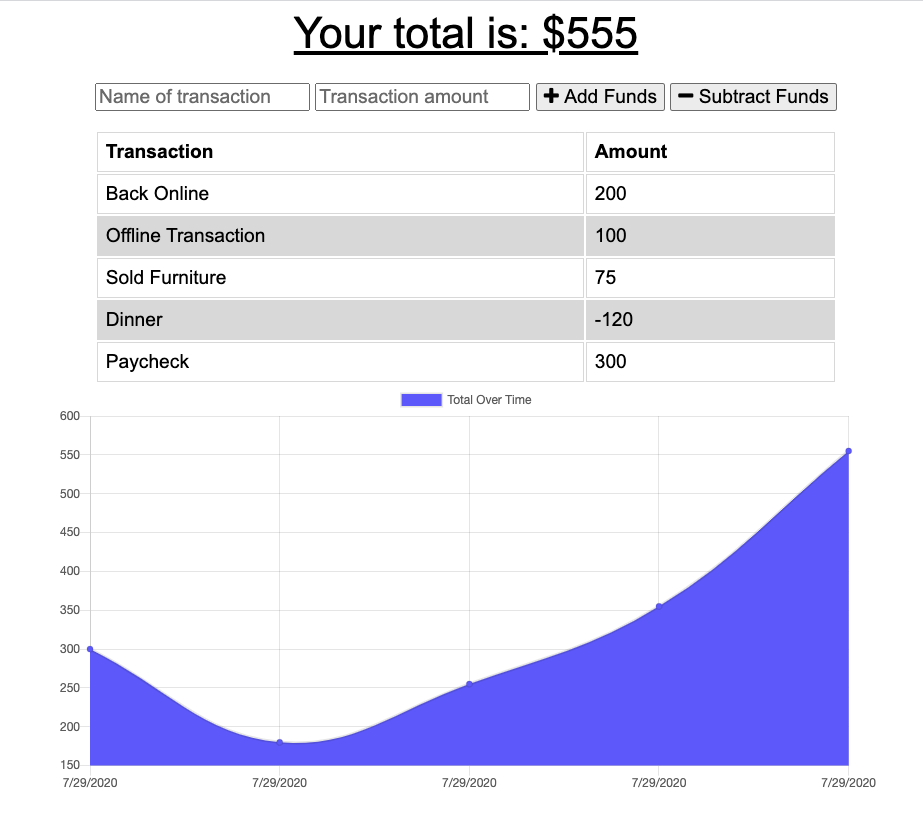 Your total is: $555
Name of transaction Transaction amount + Add Funds − Subtract Funds
Transaction Amount
Back Online 200
Offline Transaction 100
Sold Furniture 75
Dinner -120
Paycheck 300
Total Over Time
600
550
500
450
400
350
300
250
200
150
7/29/2020 7/29/2020 7/29/2020 7/29/2020 7/29/2020